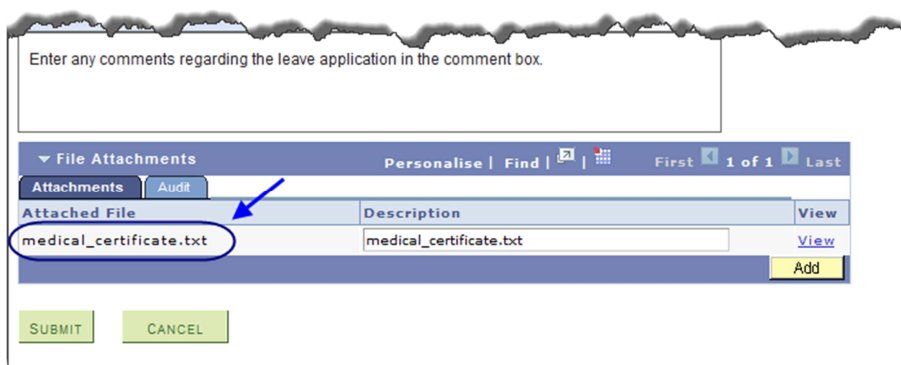 Enter any comments regarding the leave application in the comment box.
File Attachments Personalise | Find | | First 1 of 1 Last
Attachments Audit
Attached File Description View
medical_certificate.txt medical_certificate.txt View
Add
SUBMIT CANCEL